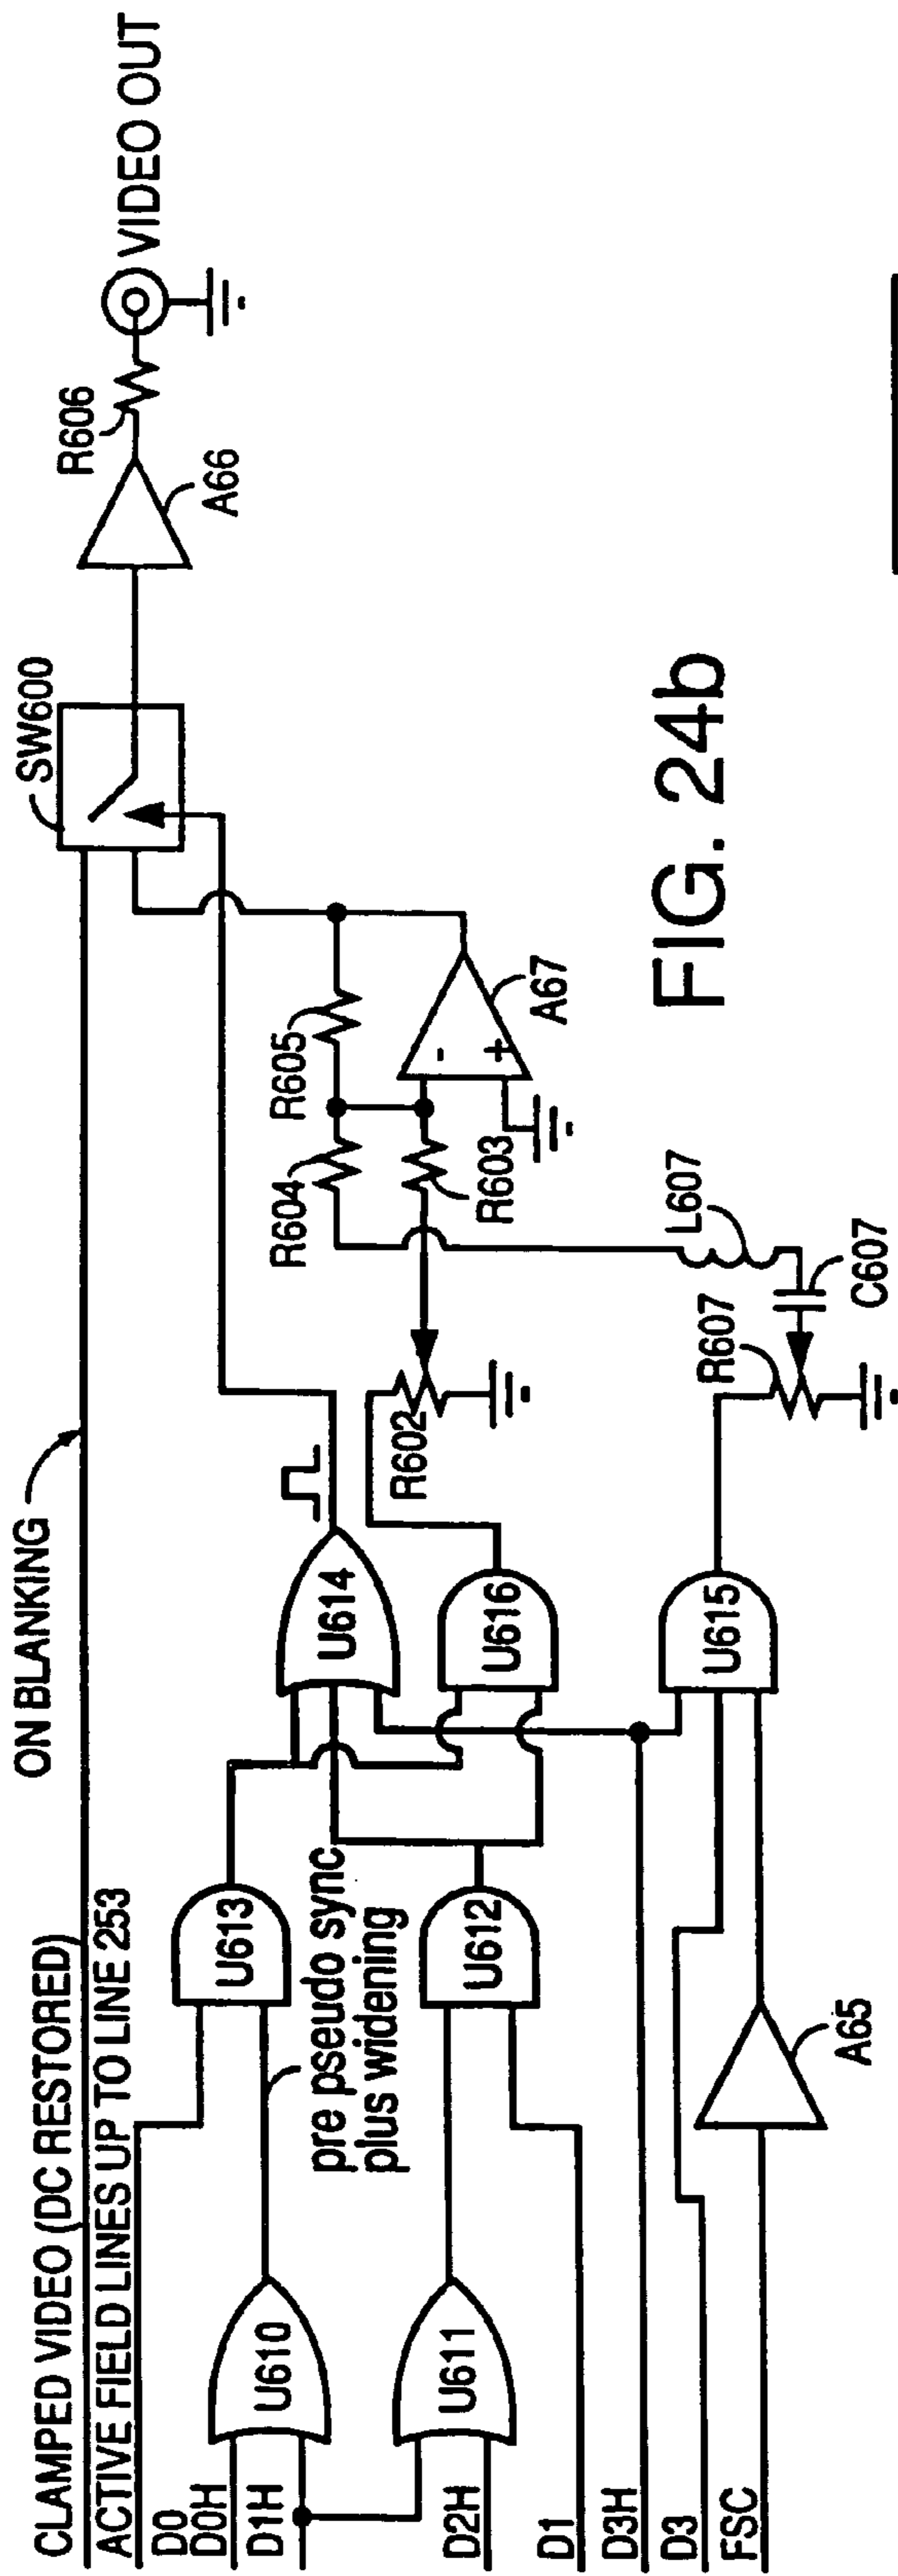 CLAMPED VIDEO (DC RESTORED)
ON BLANKING
ACTIVE FIELD LINES UP TO LINE 253
D0
D0H
D1H
D2H
D1
D3H
D3
FSC
U610
U611
U613
pre pseudo sync
plus widening
U612
A65
U614
U616
U615
R602
R607
C607
L607
R604
R603
R605
-
+
A67
SW600
A66
R606
VIDEO OUT
FIG. 24b